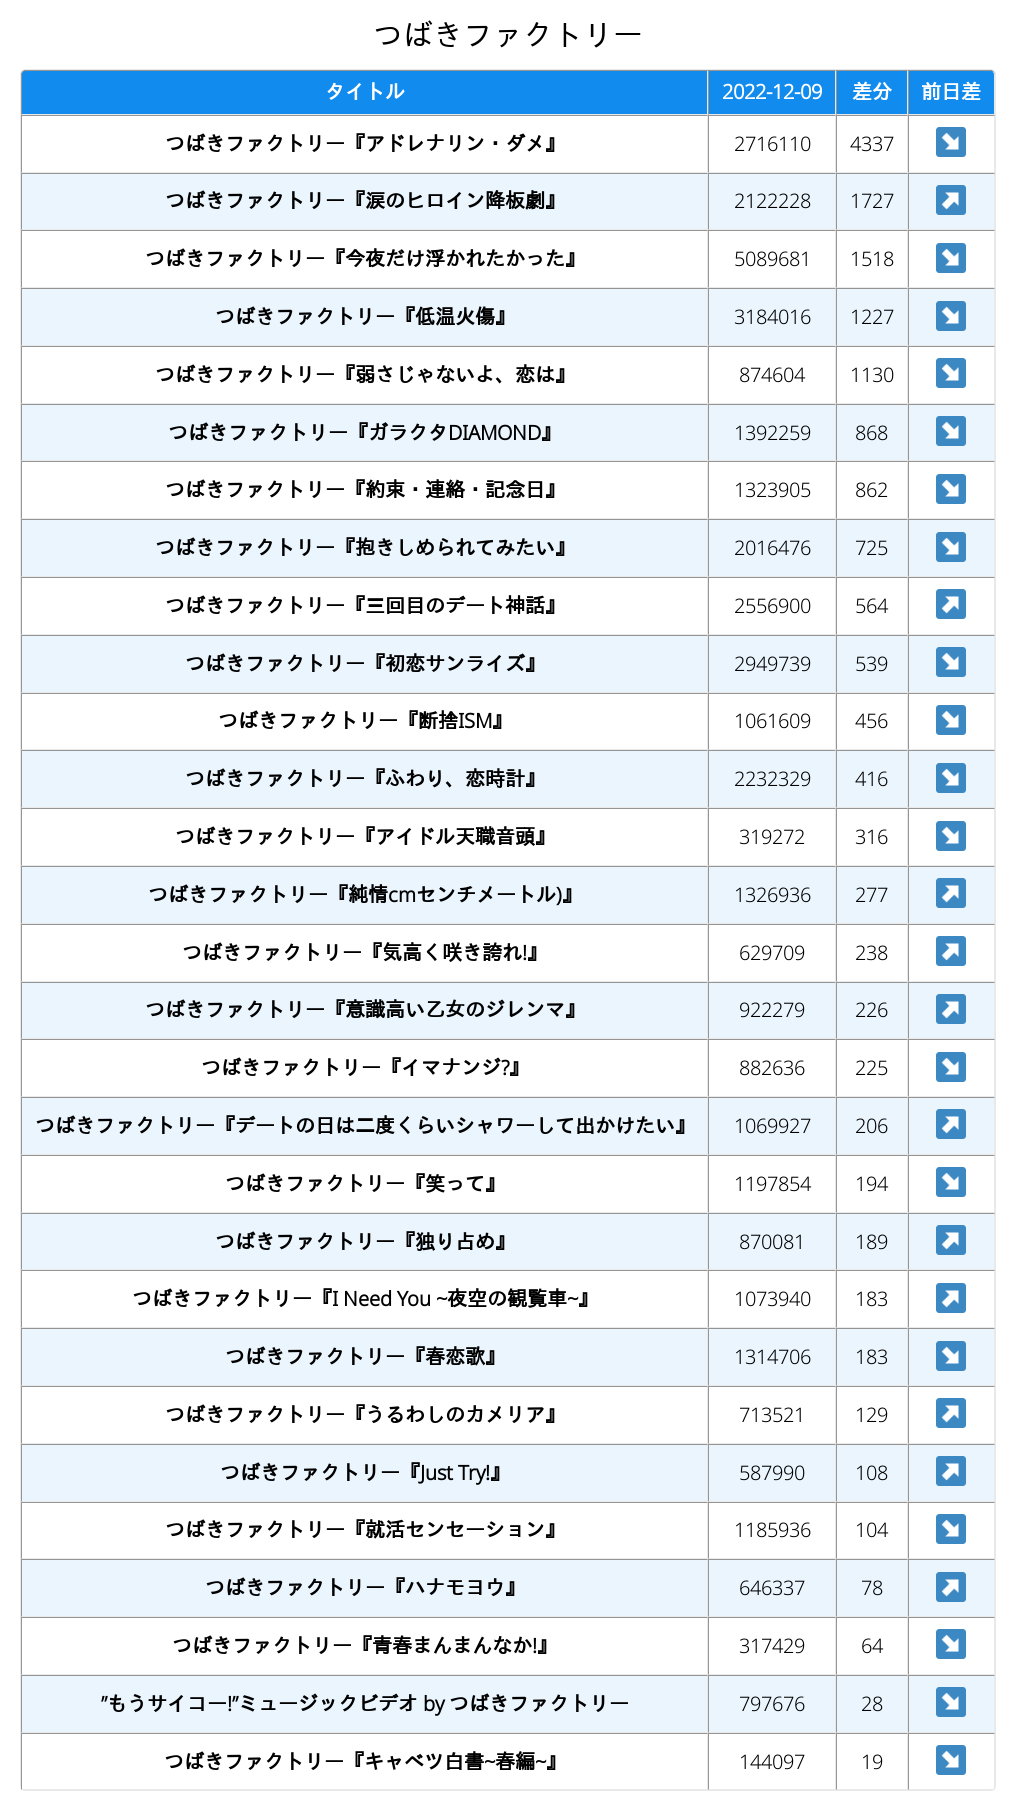 つばきファクトリー
タイトル 2022-12-09 差分 前日差
つばきファクトリー『アドレナリン・ダメ』 2716110 4337 ↘
つばきファクトリー『涙のヒロイン降板劇』 2122228 1727 ↗
つばきファクトリー『今夜だけ浮かれたかった』 5089681 1518 ↘
つばきファクトリー『低温火傷』 3184016 1227 ↘
つばきファクトリー『弱さじゃないよ、恋は』 874604 1130 ↘
つばきファクトリー『ガラクタDIAMOND』 1392259 868 ↘
つばきファクトリー『約束・連絡・記念日』 1323905 862 ↘
つばきファクトリー『抱きしめられてみたい』 2016476 725 ↘
つばきファクトリー『三回目のデート神話』 2556900 564 ↗
つばきファクトリー『初恋サンライズ』 2949739 539 ↘
つばきファクトリー『断捨ISM』 1061609 456 ↘
つばきファクトリー『ふわり、恋時計』 2232329 416 ↘
つばきファクトリー『アイドル天職音頭』 319272 316 ↘
つばきファクトリー『純情cmセンチメートル)』 1326936 277 ↗
つばきファクトリー『気高く咲き誇れ!』 629709 238 ↗
つばきファクトリー『意識高い乙女のジレンマ』 922279 226 ↗
つばきファクトリー『イマナンジ?』 882636 225 ↘
つばきファクトリー『デートの日は二度くらいシャワーして出かけたい』 1069927 206 ↗
つばきファクトリー『笑って』 1197854 194 ↘
つばきファクトリー『独り占め』 870081 189 ↗
つばきファクトリー『I Need You ~夜空の観覧車~』 1073940 183 ↗
つばきファクトリー『春恋歌』 1314706 183 ↘
つばきファクトリー『うるわしのカメリア』 713521 129 ↗
つばきファクトリー『Just Try!』 587990 108 ↗
つばきファクトリー『就活センセーション』 1185936 104 ↘
つばきファクトリー『ハナモヨウ』 646337 78 ↗
つばきファクトリー『青春まんまんなか!』 317429 64 ↘
”もうサイコー!”ミュージックビデオ by つばきファクトリー 797676 28 ↘
つばきファクトリー『キャベツ白書~春編~』 144097 19 ↘